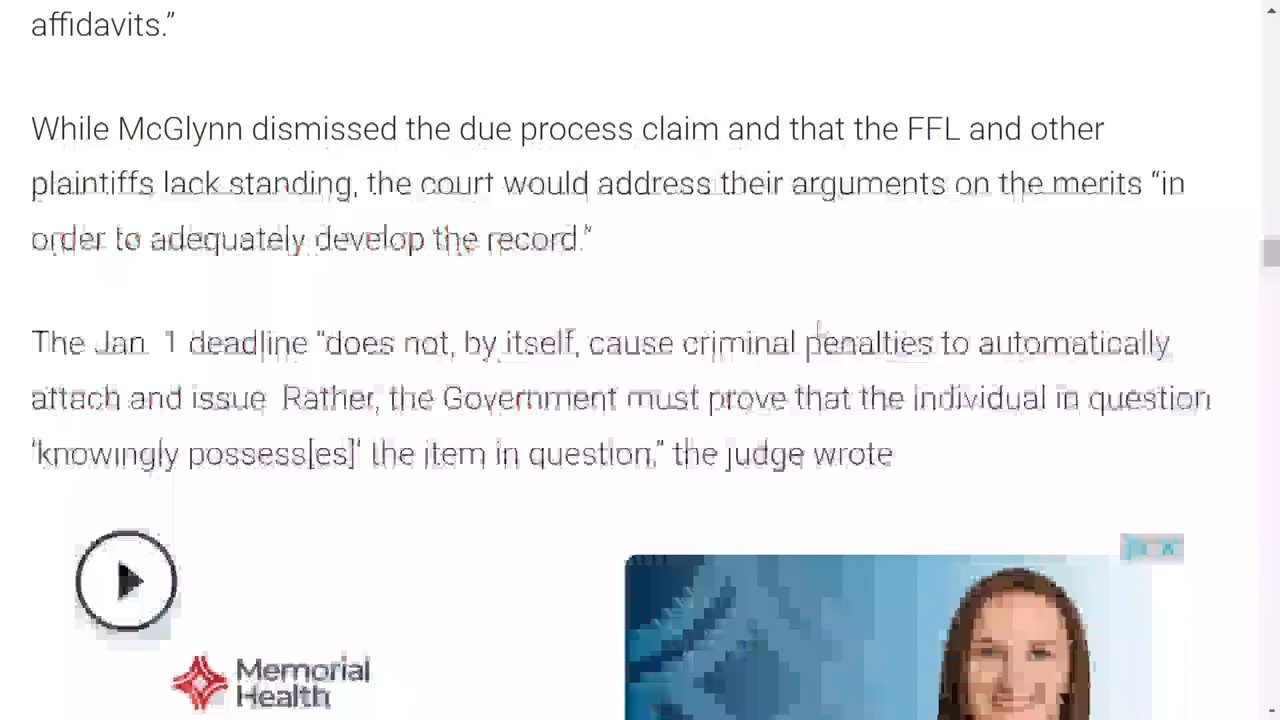 affidavits.”
While McGlynn dismissed the due process claim and that the FFL and other
plaintiffs lack standing, the court would address their arguments on the merits “in
order to adequately develop the record.”
The Jan. 1 deadline “does not, by itself, cause criminal penalties to automatically
attach and issue. Rather, the Government must prove that the individual in question
‘knowingly possess[es]’ the item in question,” the judge wrote
Memorial
Health